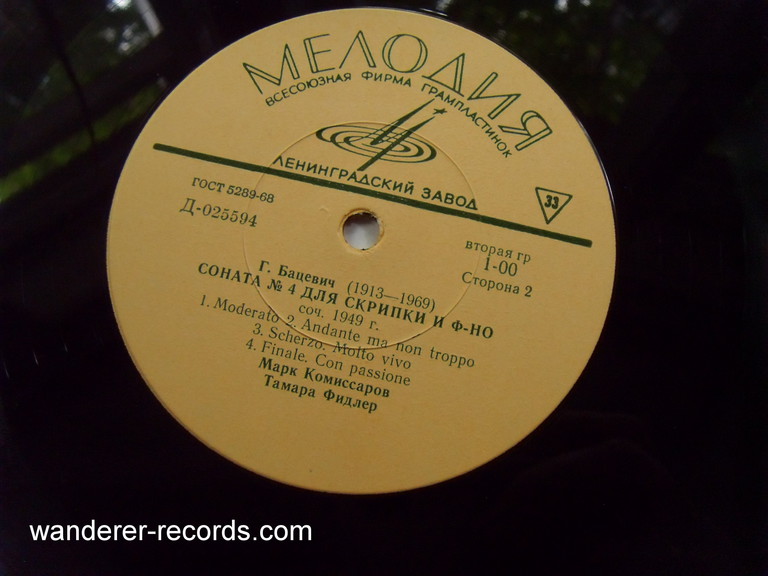 МЕЛОДИЯ
ВСЕСОЮЗНАЯ ФИРМА ГРАМПЛАСТИНОК
ЛЕНИНГРАДСКИЙ ЗАВОД
33
ГОСТ 5289-68
Д-025594
вторая гр
1-00
Сторона 2
Г. Бацевич (1913—1969)
СОНАТА № 4 ДЛЯ СКРИПКИ И Ф-НО
соч. 1949 г.
1. Moderato 2. Andante ma non troppo
3. Scherzo. Molto vivo
4. Finale. Con passione
Марк Комиссаров
Тамара Фидлер
wanderer-records.com